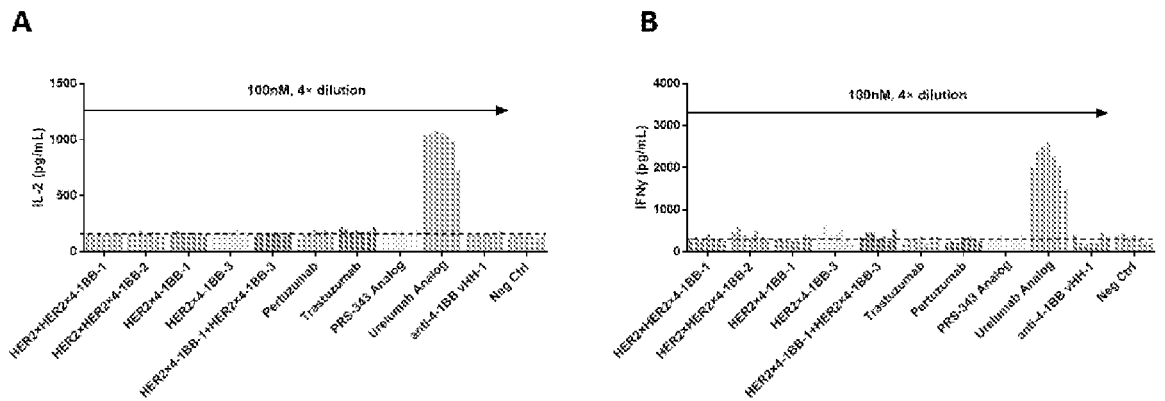 A
B
1500
1000
500
0
IL-2 (pg/mL)
100nM, 4× dilution
HER2×HER2×4-1BB-1
HER2×HER2×4-1BB-2
HER2×4-1BB-1
HER2×4-1BB-3
HER2×4-1BB-1+HER2×4-1BB-3
Pertuzumab
Trastuzumab
PRS-343 Analog
Urelumab Analog
anti-4-1BB vHH-1
Neg Ctrl
4000
3000
2000
1000
0
IFNγ (pg/mL)
100nM, 4× dilution
HER2×HER2×4-1BB-1
HER2×HER2×4-1BB-2
HER2×4-1BB-1
HER2×4-1BB-3
HER2×4-1BB-1+HER2×4-1BB-3
Trastuzumab
Pertuzumab
PRS-343 Analog
Urelumab Analog
anti-4-1BB vHH-1
Neg Ctrl